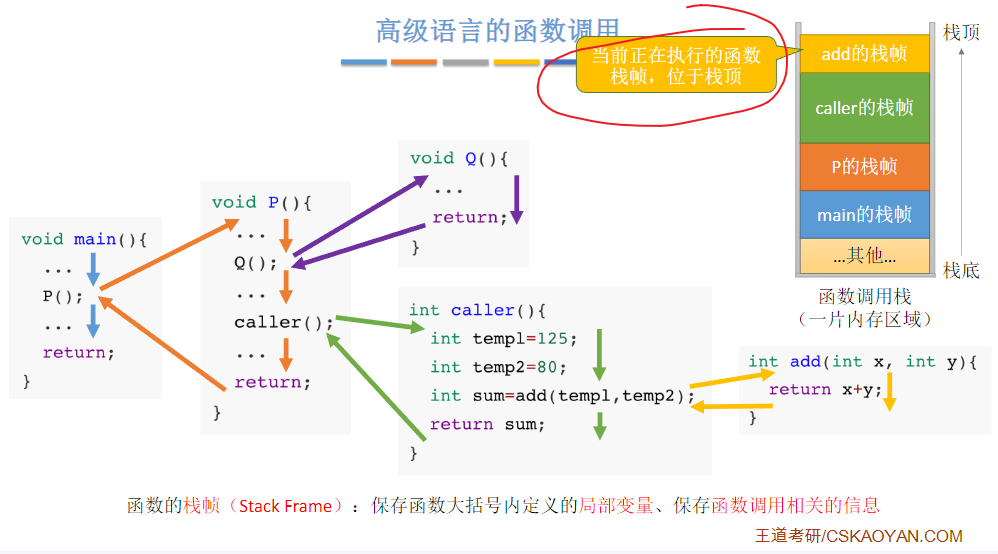 高级语言的函数调用
当前正在执行的函数
栈帧，位于栈顶
栈顶
add的栈帧
caller的栈帧
P的栈帧
main的栈帧
...其他...
栈底
函数调用栈
（一片内存区域）
void main(){
...
P();
...
return;
}
void P(){
...
Q();
...
caller();
...
return;
}
void Q(){
...
return;
}
int caller(){
int temp1=125;
int temp2=80;
int sum=add(temp1,temp2);
return sum;
}
int add(int x, int y){
return x+y;
}
函数的栈帧（Stack Frame）：保存函数大括号内定义的局部变量、保存函数调用相关的信息
王道考研/CSKAOYAN.COM